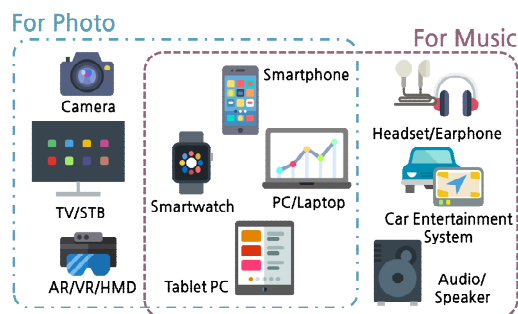 For Photo
For Music
Camera
Smartphone
Headset/Earphone
TV/STB
Smartwatch
PC/Laptop
Car Entertainment
System
AR/VR/HMD
Tablet PC
Audio/
Speaker